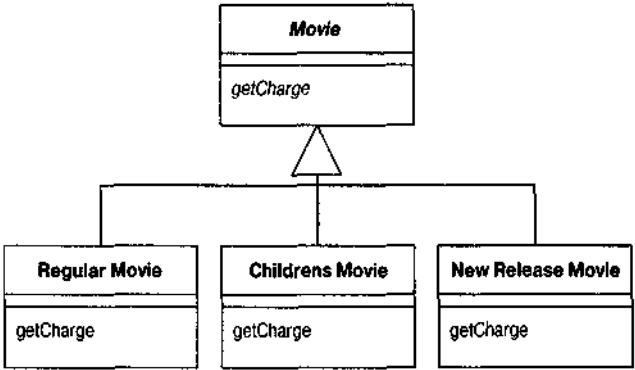 Movie
getCharge
Regular Movie
Childrens Movie
New Release Movie
getCharge
getCharge
getCharge